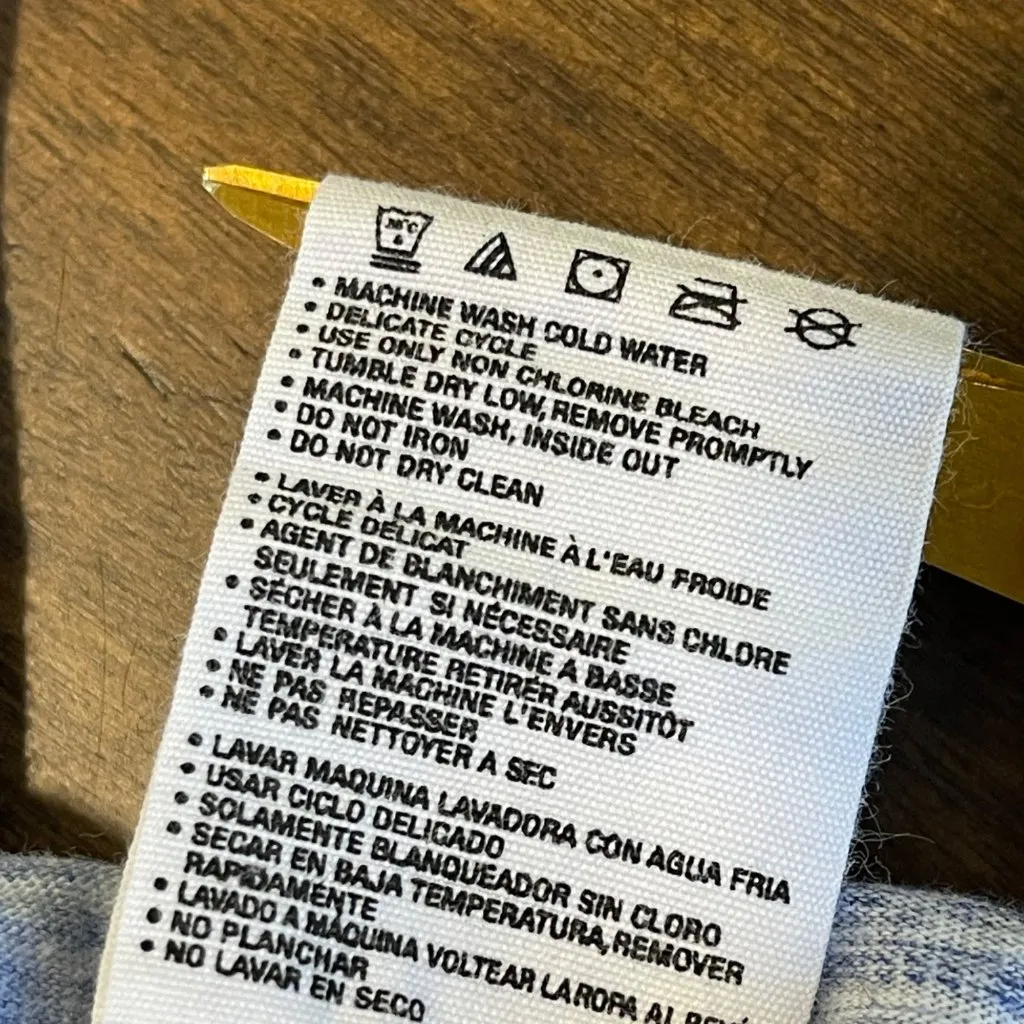 30°C
• MACHINE WASH COLD WATER
• DELICATE CYCLE
• USE ONLY NON CHLORINE BLEACH
• TUMBLE DRY LOW, REMOVE PROMPTLY
• MACHINE WASH, INSIDE OUT
• DO NOT IRON
• DO NOT DRY CLEAN
• LAVER À LA MACHINE À L'EAU FROIDE
• CYCLE DÉLICAT
• AGENT DE BLANCHIMENT SANS CHLORE
SEULEMENT SI NÉCESSAIRE
• SÉCHER À LA MACHINE A BASSE
TEMPERATURE RETIRER AUSSITÔT
• LAVER LA MACHINE L'ENVERS
• NE PAS REPASSER
• NE PAS NETTOYER A SEC
• LAVAR MAQUINA LAVADORA CON AGUA FRIA
• USAR CICLO DELICADO
• SOLAMENTE BLANQUEADOR SIN CLORO
• SECAR EN BAJA TEMPERATURA, REMOVER
RAPIDAMENTE
• LAVADO A MÁQUINA VOLTEAR LA ROPA AL
• NO PLANCHAR
• NO LAVAR EN SECO